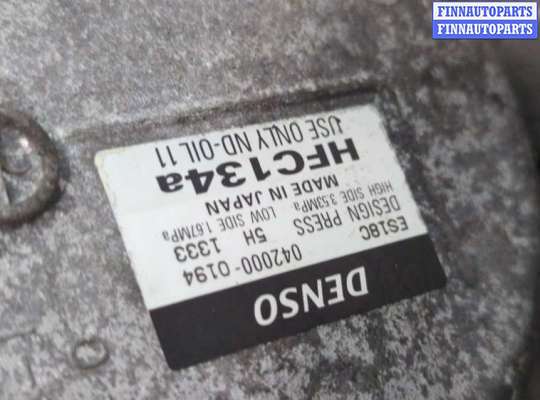 FINNAUTOPARTS
FINNAUTOPARTS
DENSO
042000-0194
5H 1333
ES18C
DESIGN PRESS
HIGH SIDE 3.53MPa LOW SIDE 1.67MPa
MADE IN JAPAN
HFC134a
USE ONLY ND-OIL 11